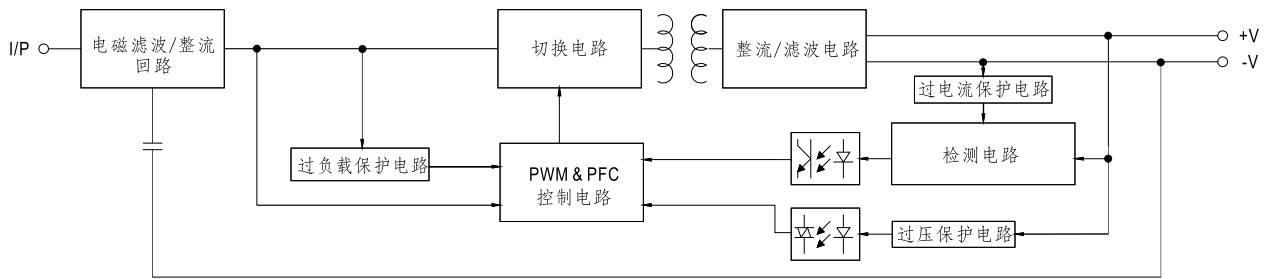 I/P
电磁滤波/整流
回路
切换电路
整流/滤波电路
+V
-V
过电流保护电路
过负载保护电路
PWM & PFC
控制电路
检测电路
过压保护电路